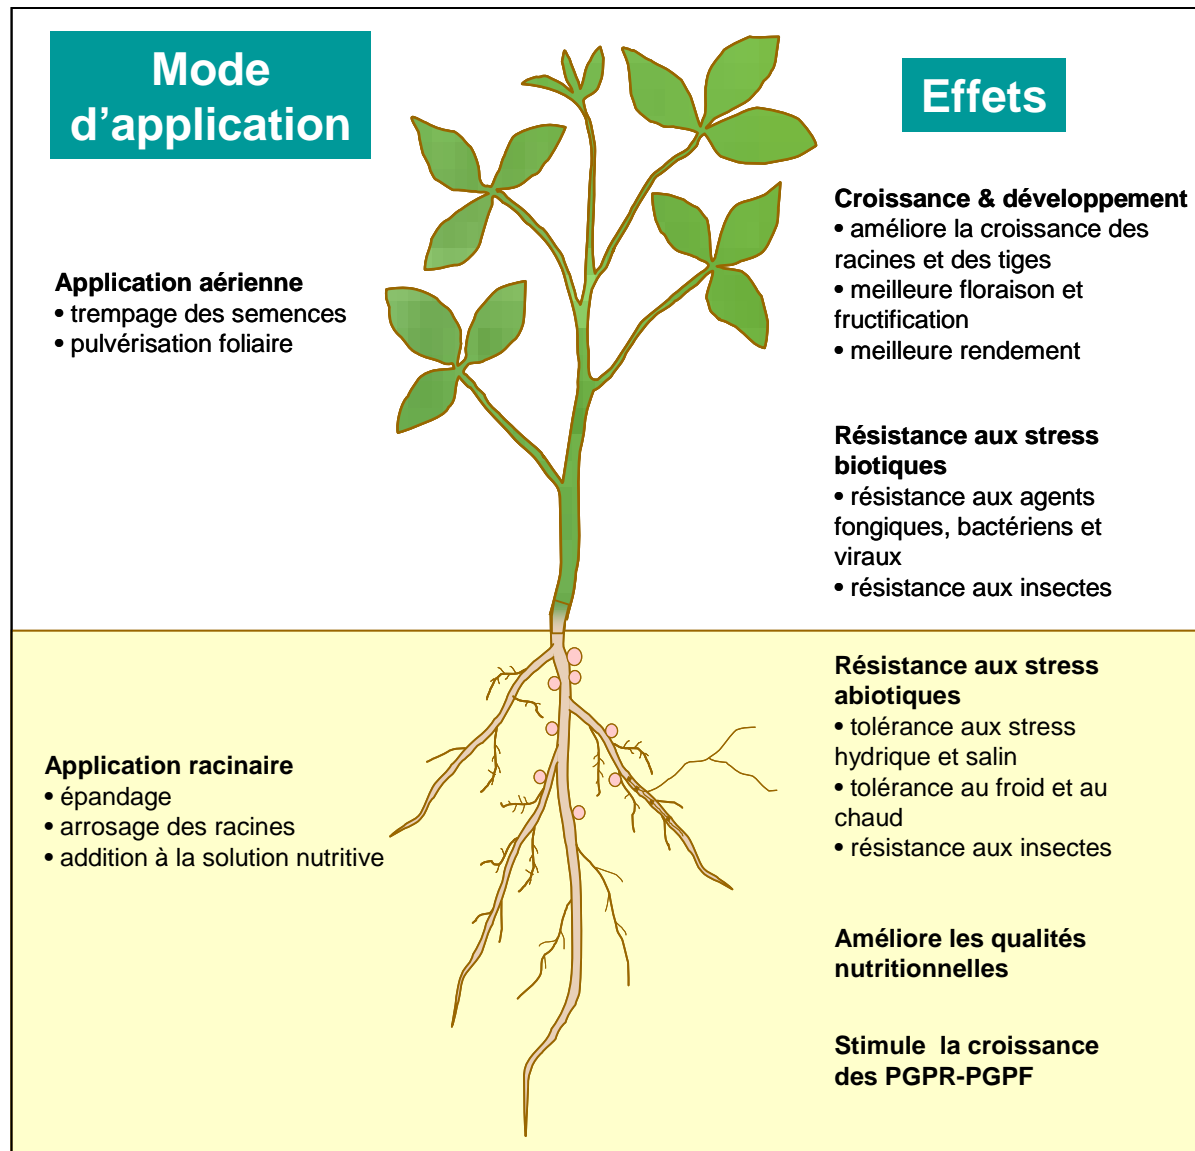 Mode
d’application
Application aérienne
• trempage des semences
• pulvérisation foliaire
Application racinaire
• épandage
• arrosage des racines
• addition à la solution nutritive
Effets
Croissance & développement
• améliore la croissance des
racines et des tiges
• meilleure floraison et
fructification
• meilleure rendement
Résistance aux stress
biotiques
• résistance aux agents
fongiques, bactériens et
viraux
• résistance aux insectes
Résistance aux stress
abiotiques
• tolérance aux stress
hydrique et salin
• tolérance au froid et au
chaud
• résistance aux insectes
Améliore les qualités
nutritionnelles
Stimule  la croissance
des PGPR-PGPF